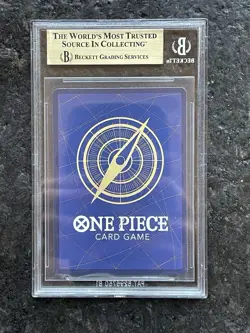 THE WORLD'S MOST TRUSTED
SOURCE IN COLLECTING
BECKETT GRADING SERVICES
BECKETT
ONE PIECE
CARD GAME